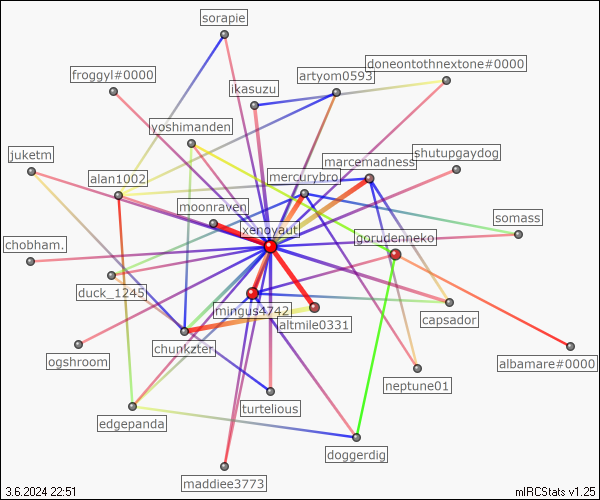 sorapie
doneontothnextone#0000
froggyl#0000
artyom0593
ikasuzu
yoshimanden
juketm
shutupgaydog
marcemadness
mercurybro
alan1002
moonraven
somass
xenoyaut
chobham.
gorudenneko
duck_1245
mingus4742
altmile0331
capsador
chunkzter
ogshroom
albamare#0000
neptune01
turtelious
edgepanda
doggerdig
maddiee3773
3.6.2024 22:51
mIRCStats v1.25